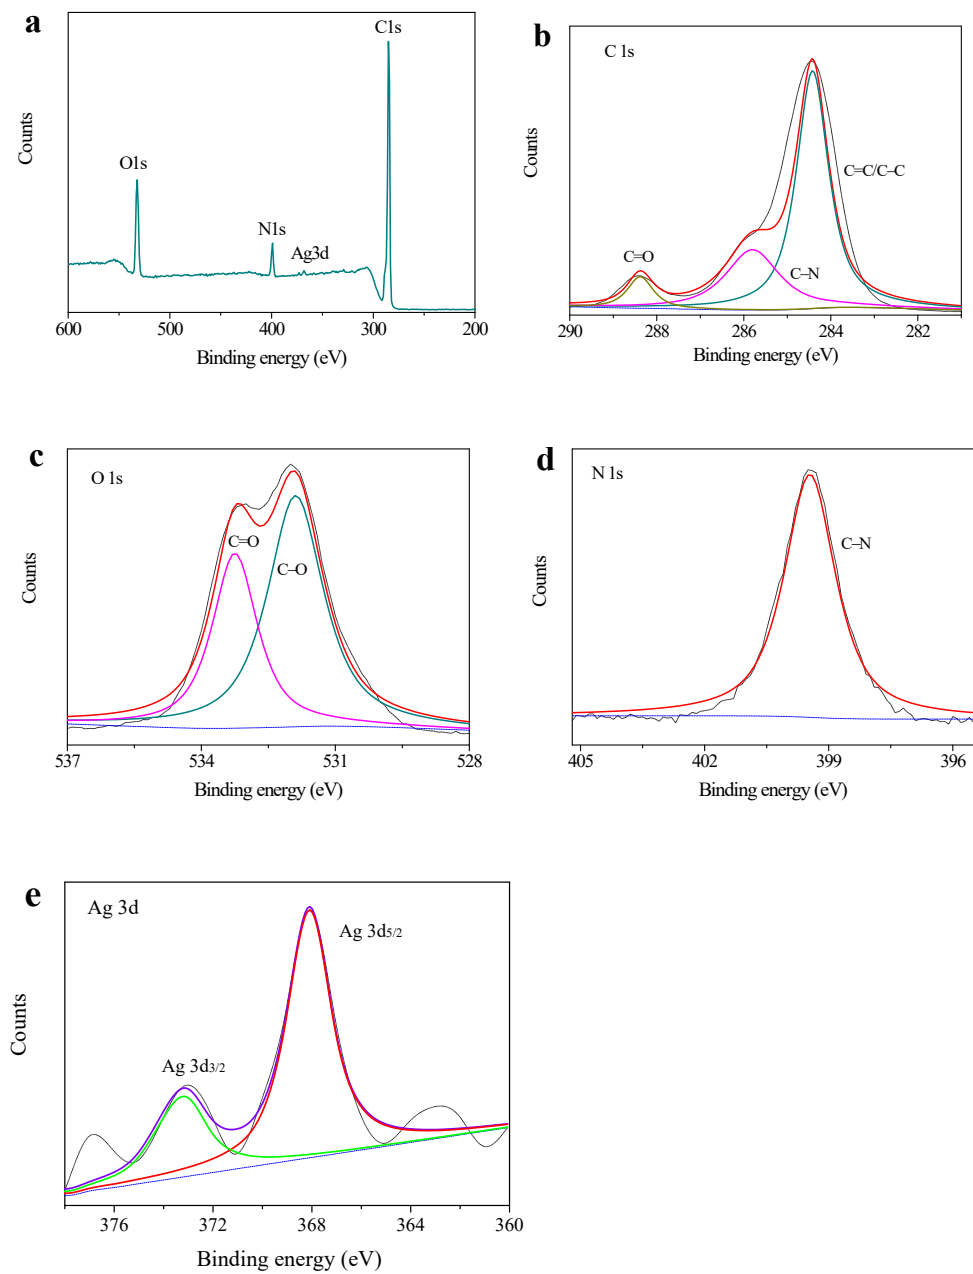 a
C1s
O1s
N1s
Ag3d
Counts
600 500 400 300 200
Binding energy (eV)
b
C 1s
C=C/C–C
C=O
C–N
Counts
290 288 286 284 282
Binding energy (eV)
c
O 1s
C=O
C–O
Counts
537 534 531 528
Binding energy (eV)
d
N 1s
C–N
Counts
405 402 399 396
Binding energy (eV)
e
Ag 3d
Ag 3d5/2
Ag 3d3/2
Counts
376 372 368 364 360
Binding energy (eV)